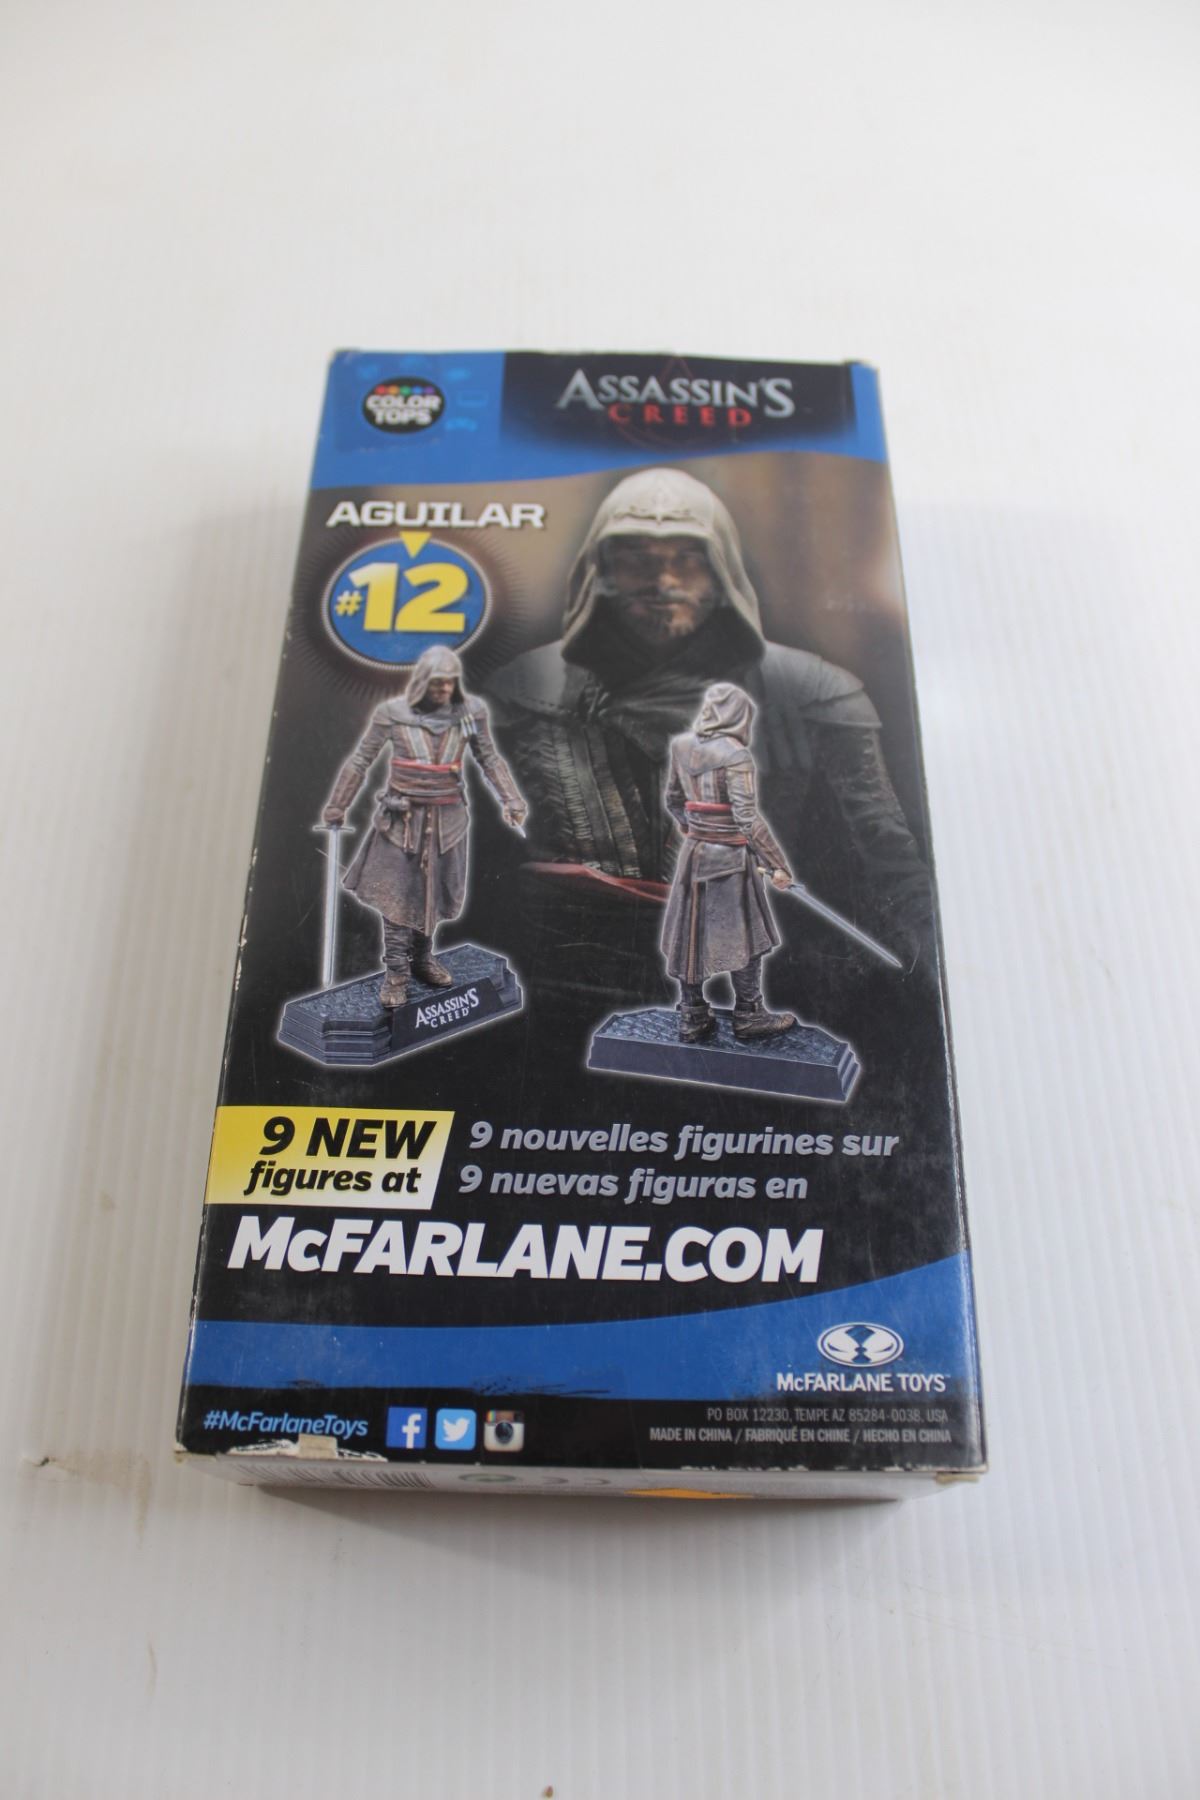 COLOR
TOPS
ASSASSIN'S
CREED
AGUILAR
#12
ASSASSIN'S
CREED
9 NEW
figures at
9 nouvelles figurines sur
9 nuevas figuras en
McFARLANE.COM
McFARLANE TOYS
#McFarlaneToys
PO BOX 12230, TEMPE AZ 85284-0038, USA
MADE IN CHINA / FABRIQUÉ EN CHINE / HECHO EN CHINA